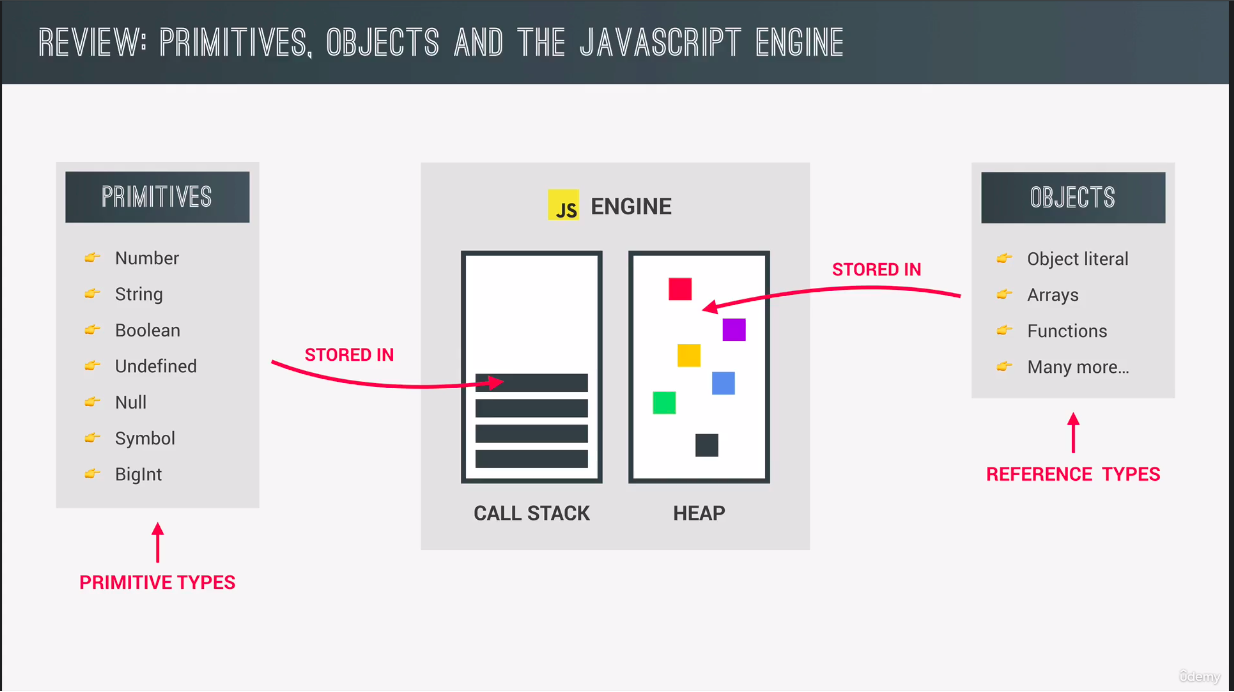 REVIEW: PRIMITIVES, OBJECTS AND THE JAVASCRIPT ENGINE
PRIMITIVES
Number
String
Boolean
Undefined
Null
Symbol
BigInt
PRIMITIVE TYPES
STORED IN
JS ENGINE
CALL STACK
HEAP
STORED IN
OBJECTS
Object literal
Arrays
Functions
Many more...
REFERENCE TYPES
ûdemy